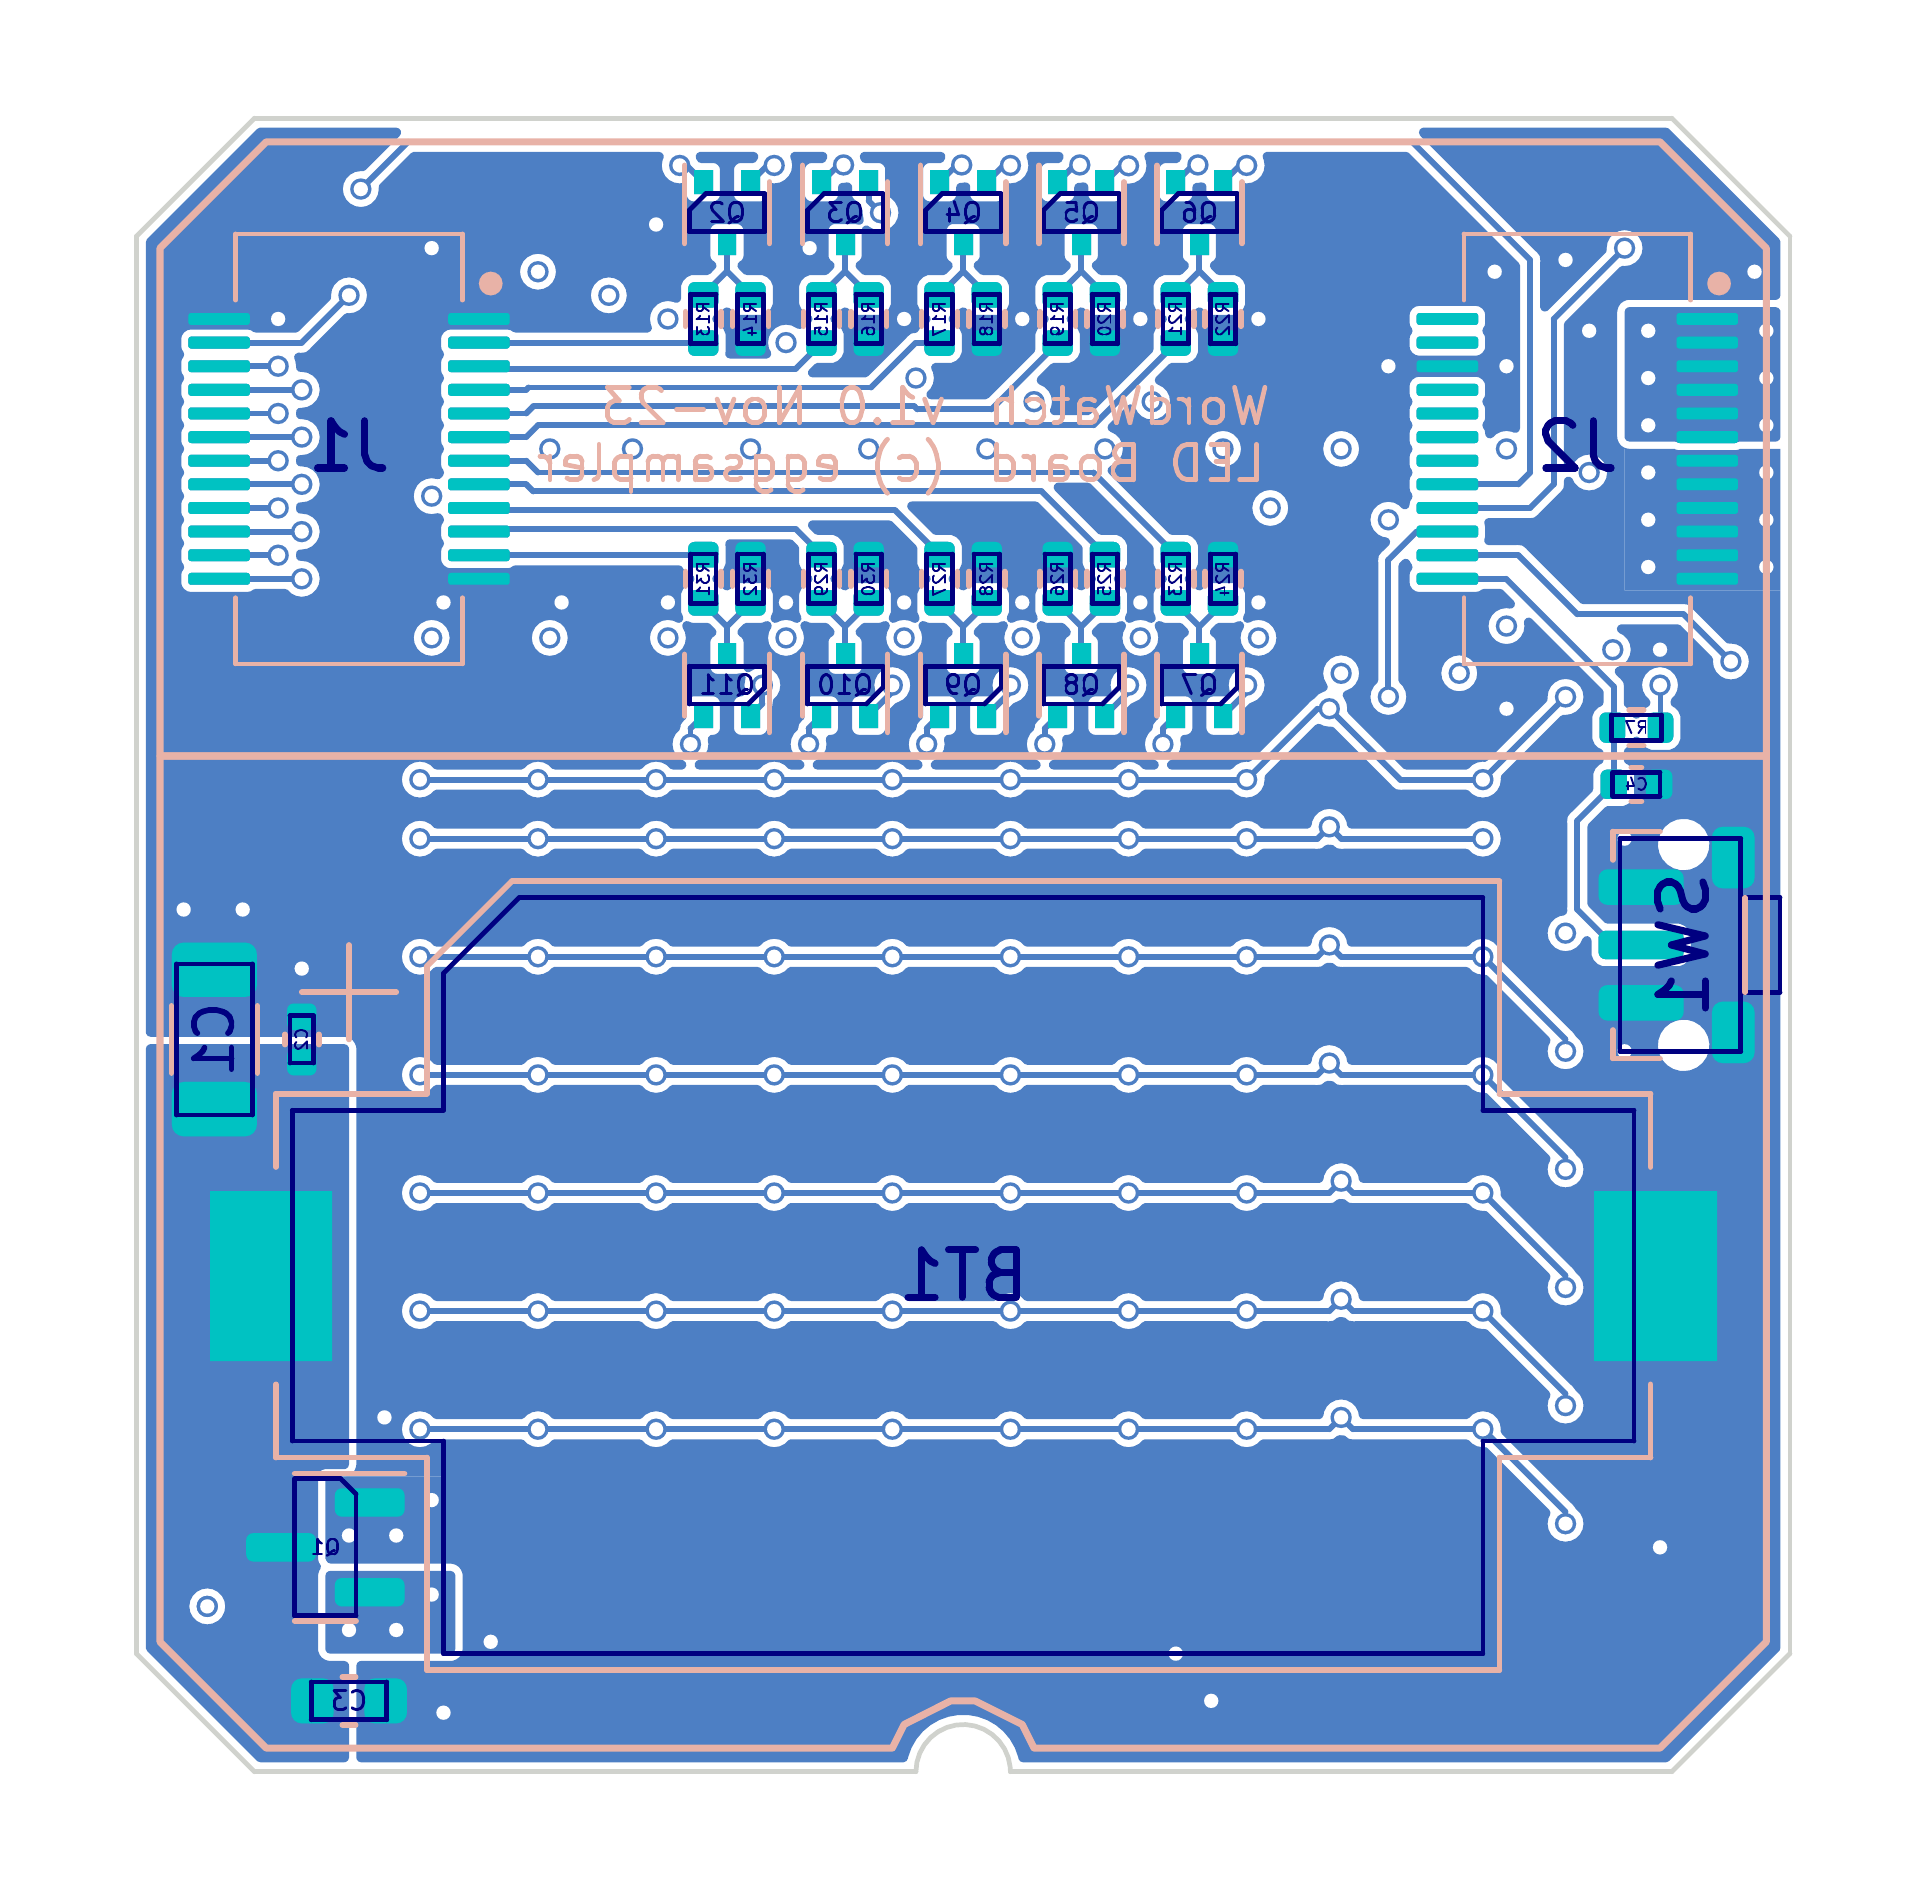 Q2 Q3 Q4 Q5 Q6
R13 R14 R15 R16 R17 R18 R19 R20 R21 R22
WordWatch v1.0 Nov-23
LED Board (c) eggsampler
J1
J2
R31 R32 R29 R30 R27 R28 R26 R25 R23 R24
Q11 Q10 Q9 Q8 Q7
R7
C4
SW1
C1
C2
BT1
Q1
C3